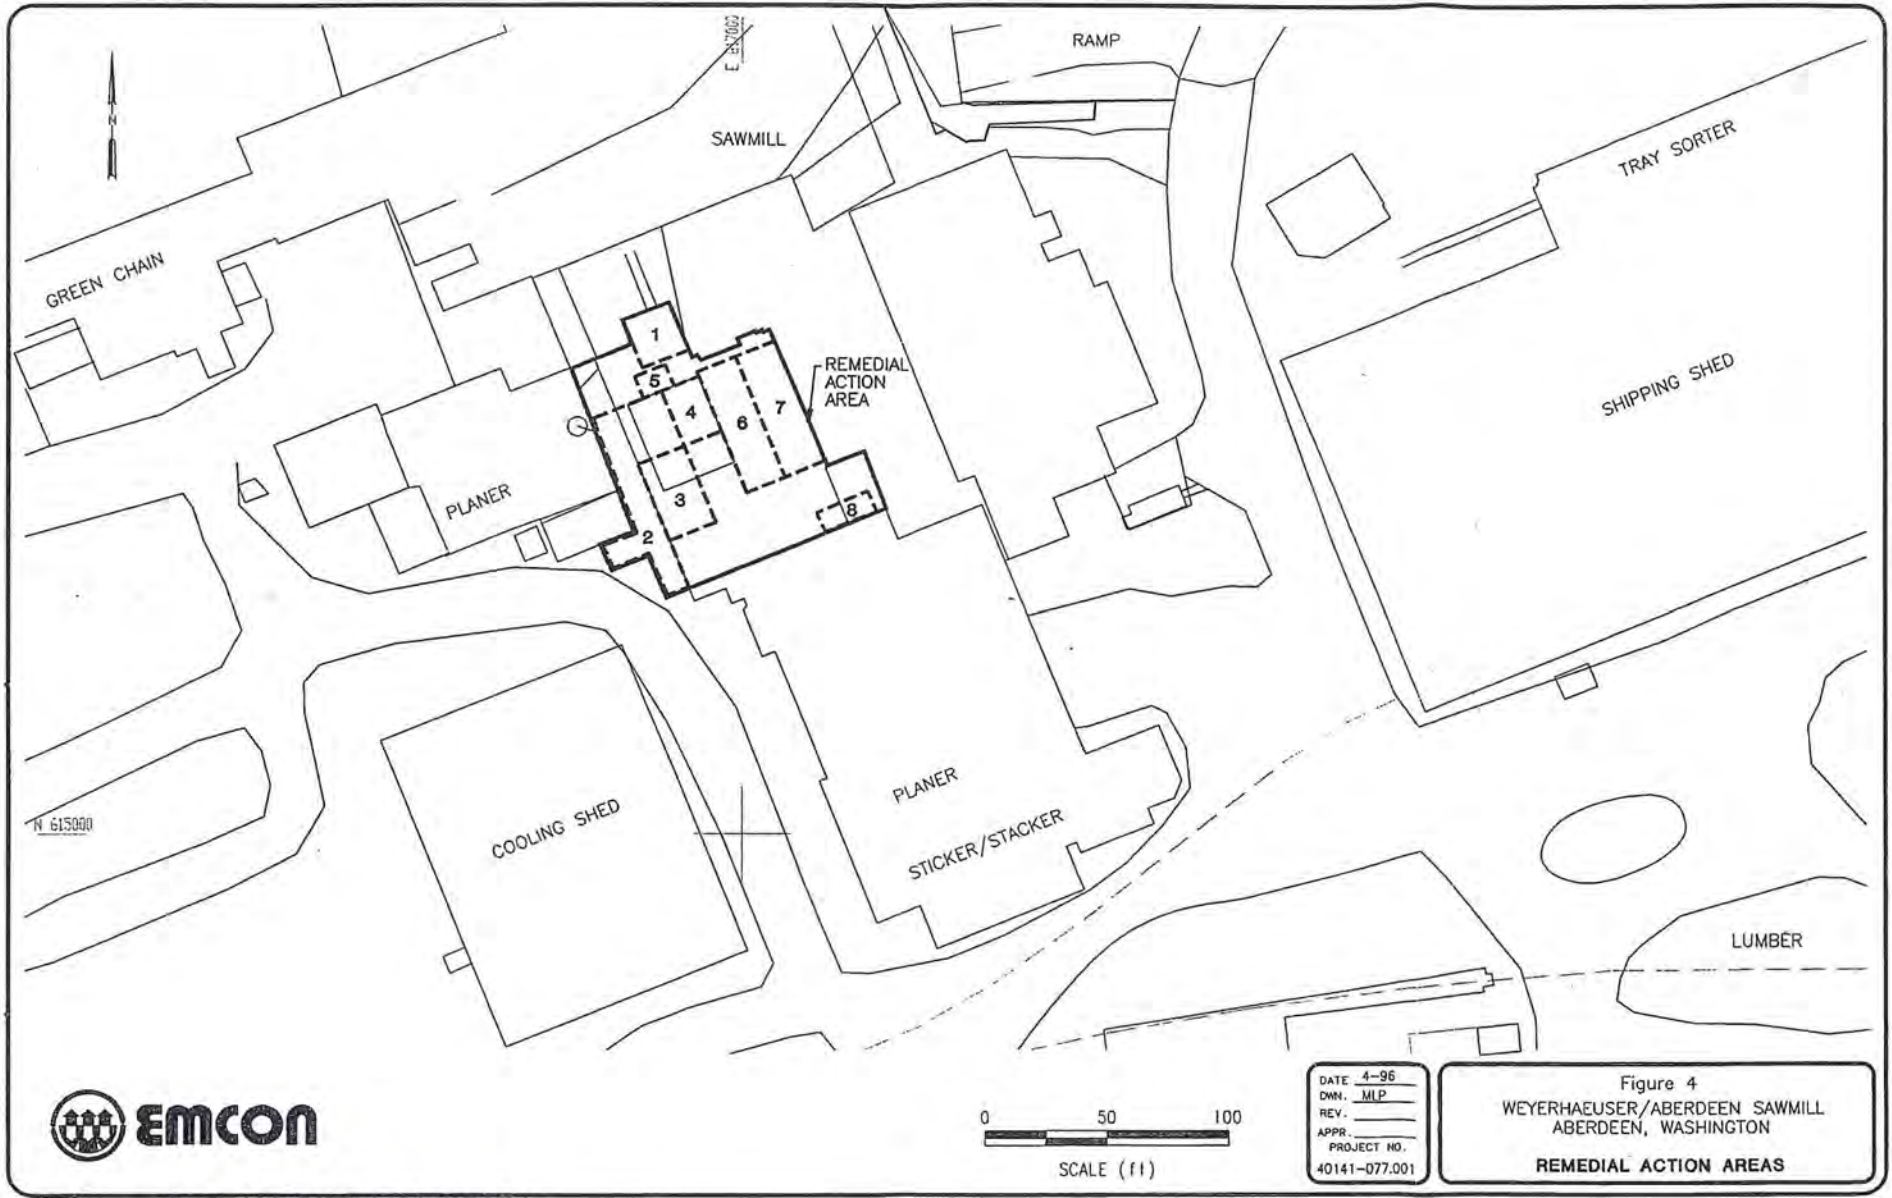 RAMP
E 617000
N
SAWMILL
TRAY SORTER
GREEN CHAIN
1
5
4
7
6
3
8
2
REMEDIAL
ACTION
AREA
SHIPPING SHED
PLANER
PLANER
STICKER/STACKER
COOLING SHED
N 615000
LUMBER
EMCON
0 50 100
SCALE (ft)
DATE 4-96
DWN. MLP
REV.
APPR.
PROJECT NO.
40141-077.001
Figure 4
WEYERHAEUSER/ABERDEEN SAWMILL
ABERDEEN, WASHINGTON
REMEDIAL ACTION AREAS